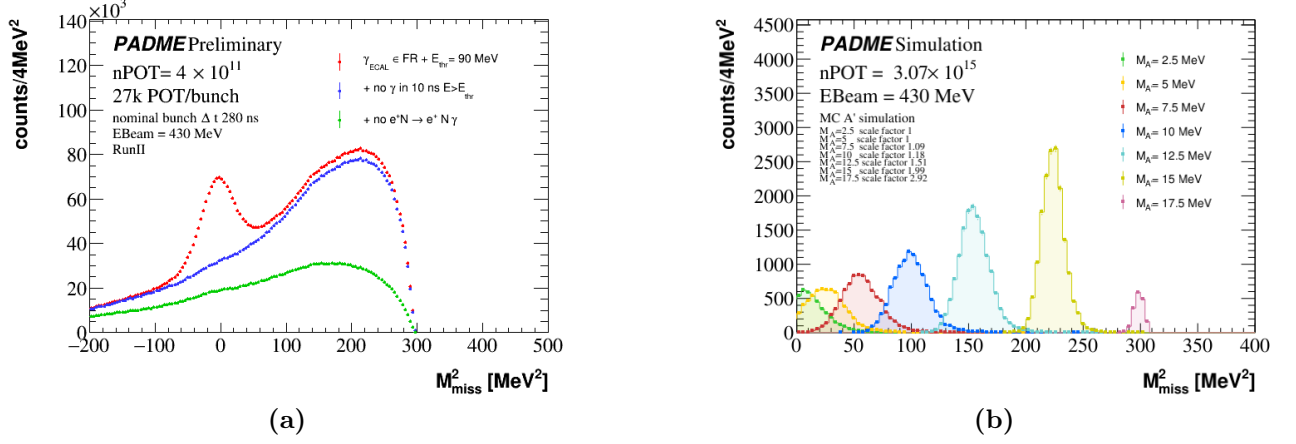 140
×10³
120
100
80
60
40
20
0
counts/4MeV²
PADME Preliminary
nPOT= 4 × 10¹¹
27k POT/bunch
nominal bunch Δ t 280 ns
EBeam = 430 MeV
RunII
γ_ECAL ∈ FR + E_thr = 90 MeV
+ no γ in 10 ns E>E_thr
+ no e⁺N → e⁺ N γ
−200 −100 0 100 200 300 400 500
M²_miss [MeV²]
(a)
4500
4000
3500
3000
2500
2000
1500
1000
500
0
counts/4MeV²
PADME Simulation
nPOT = 3.07× 10¹⁵
EBeam = 430 MeV
MC A' simulation
M_A=2.5 scale factor 1
M_A=5 scale factor 1
M_A=7.5 scale factor 1.09
M_A=10 scale factor 1.18
M_A=12.5 scale factor 1.51
M_A=15 scale factor 1.99
M_A=17.5 scale factor 2.92
M_A= 2.5 MeV
M_A= 5 MeV
M_A= 7.5 MeV
M_A= 10 MeV
M_A= 12.5 MeV
M_A= 15 MeV
M_A= 17.5 MeV
0 50 100 150 200 250 300 350 400
M²_miss [MeV²]
(b)